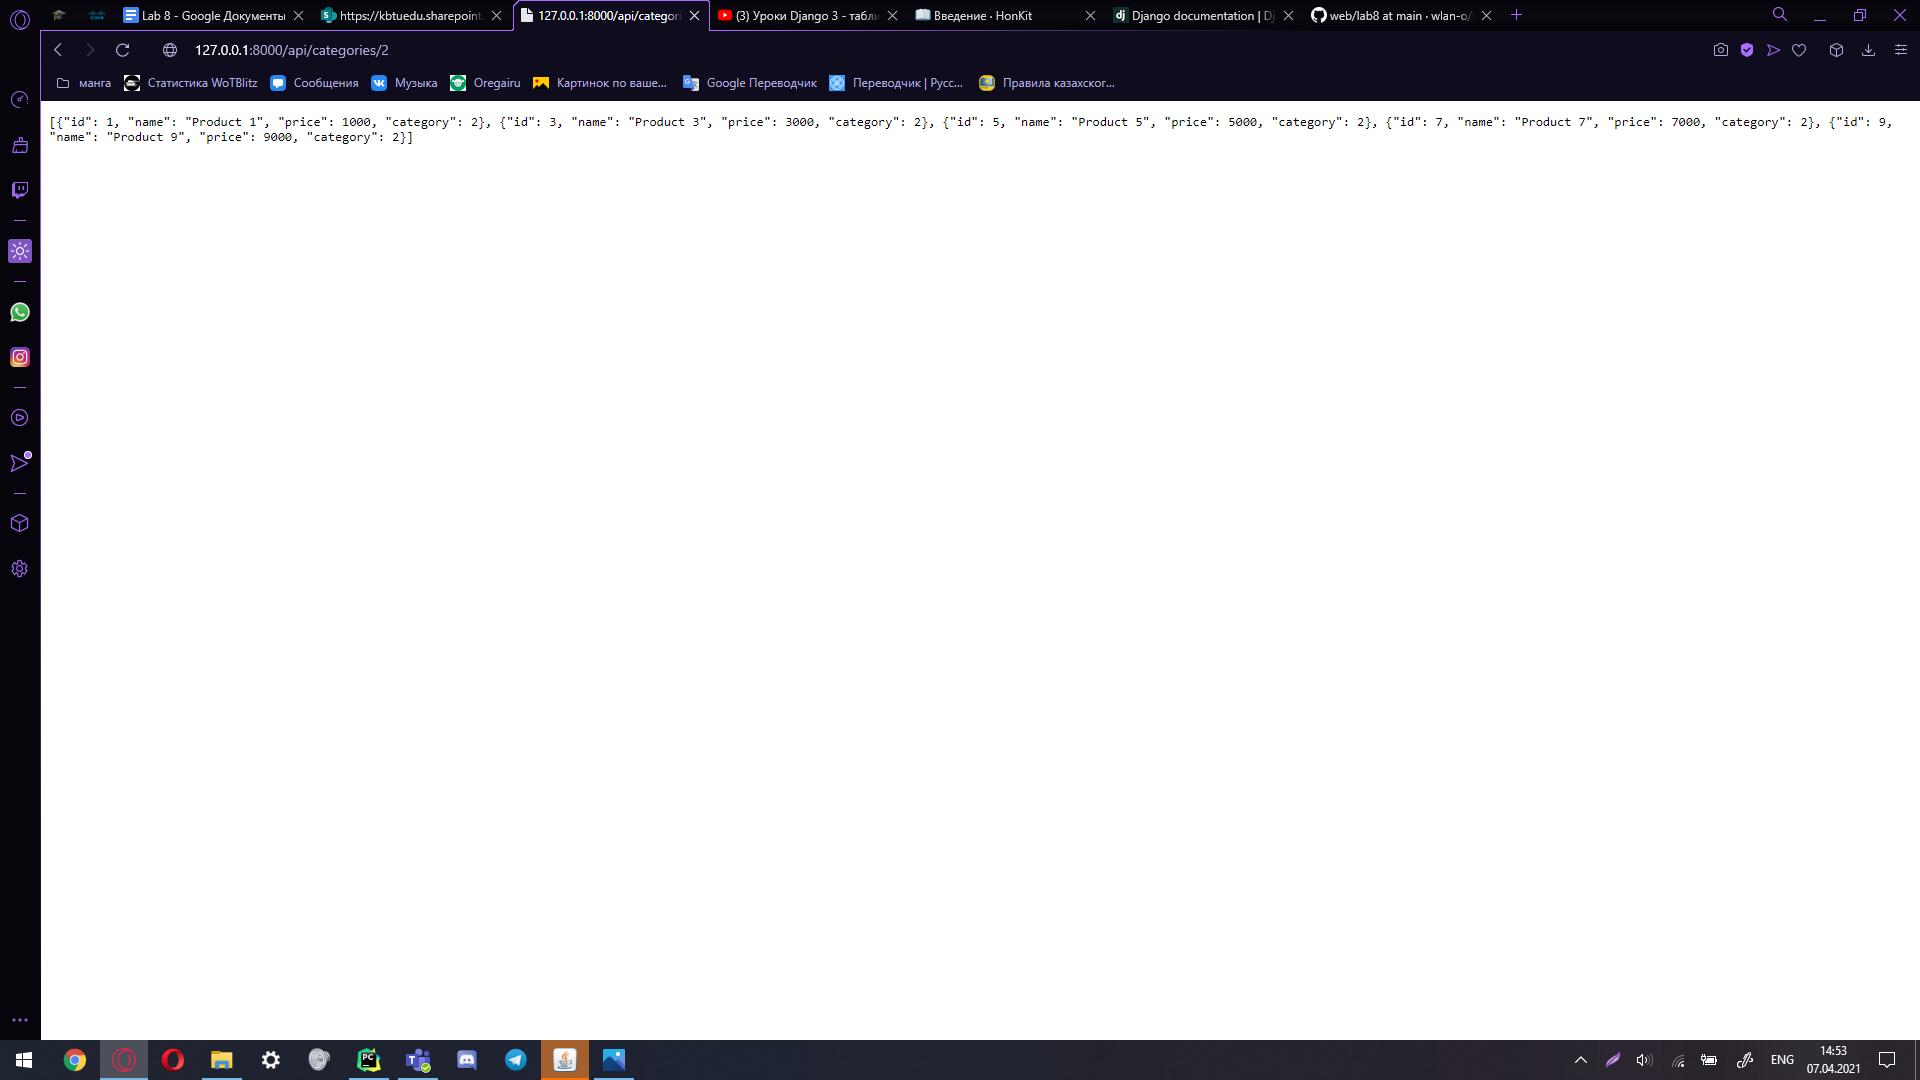 Lab 8 - Google Документы
https://kbtuedu.sharepoint.
127.0.0.1:8000/api/categori
(3) Уроки Django 3 - табли
Введение · HonKit
Django documentation | D
web/lab8 at main · wlan-o/
127.0.0.1:8000/api/categories/2
манга
Статистика WoTBlitz
Сообщения
Музыка
Oregairu
Картинок по ваше...
Google Переводчик
Переводчик | Русс...
Правила казахског...
[{"id": 1, "name": "Product 1", "price": 1000, "category": 2}, {"id": 3, "name": "Product 3", "price": 3000, "category": 2}, {"id": 5, "name": "Product 5", "price": 5000, "category": 2}, {"id": 7, "name": "Product 7", "price": 7000, "category": 2}, {"id": 9,
"name": "Product 9", "price": 9000, "category": 2}]
ENG
14:53
07.04.2021